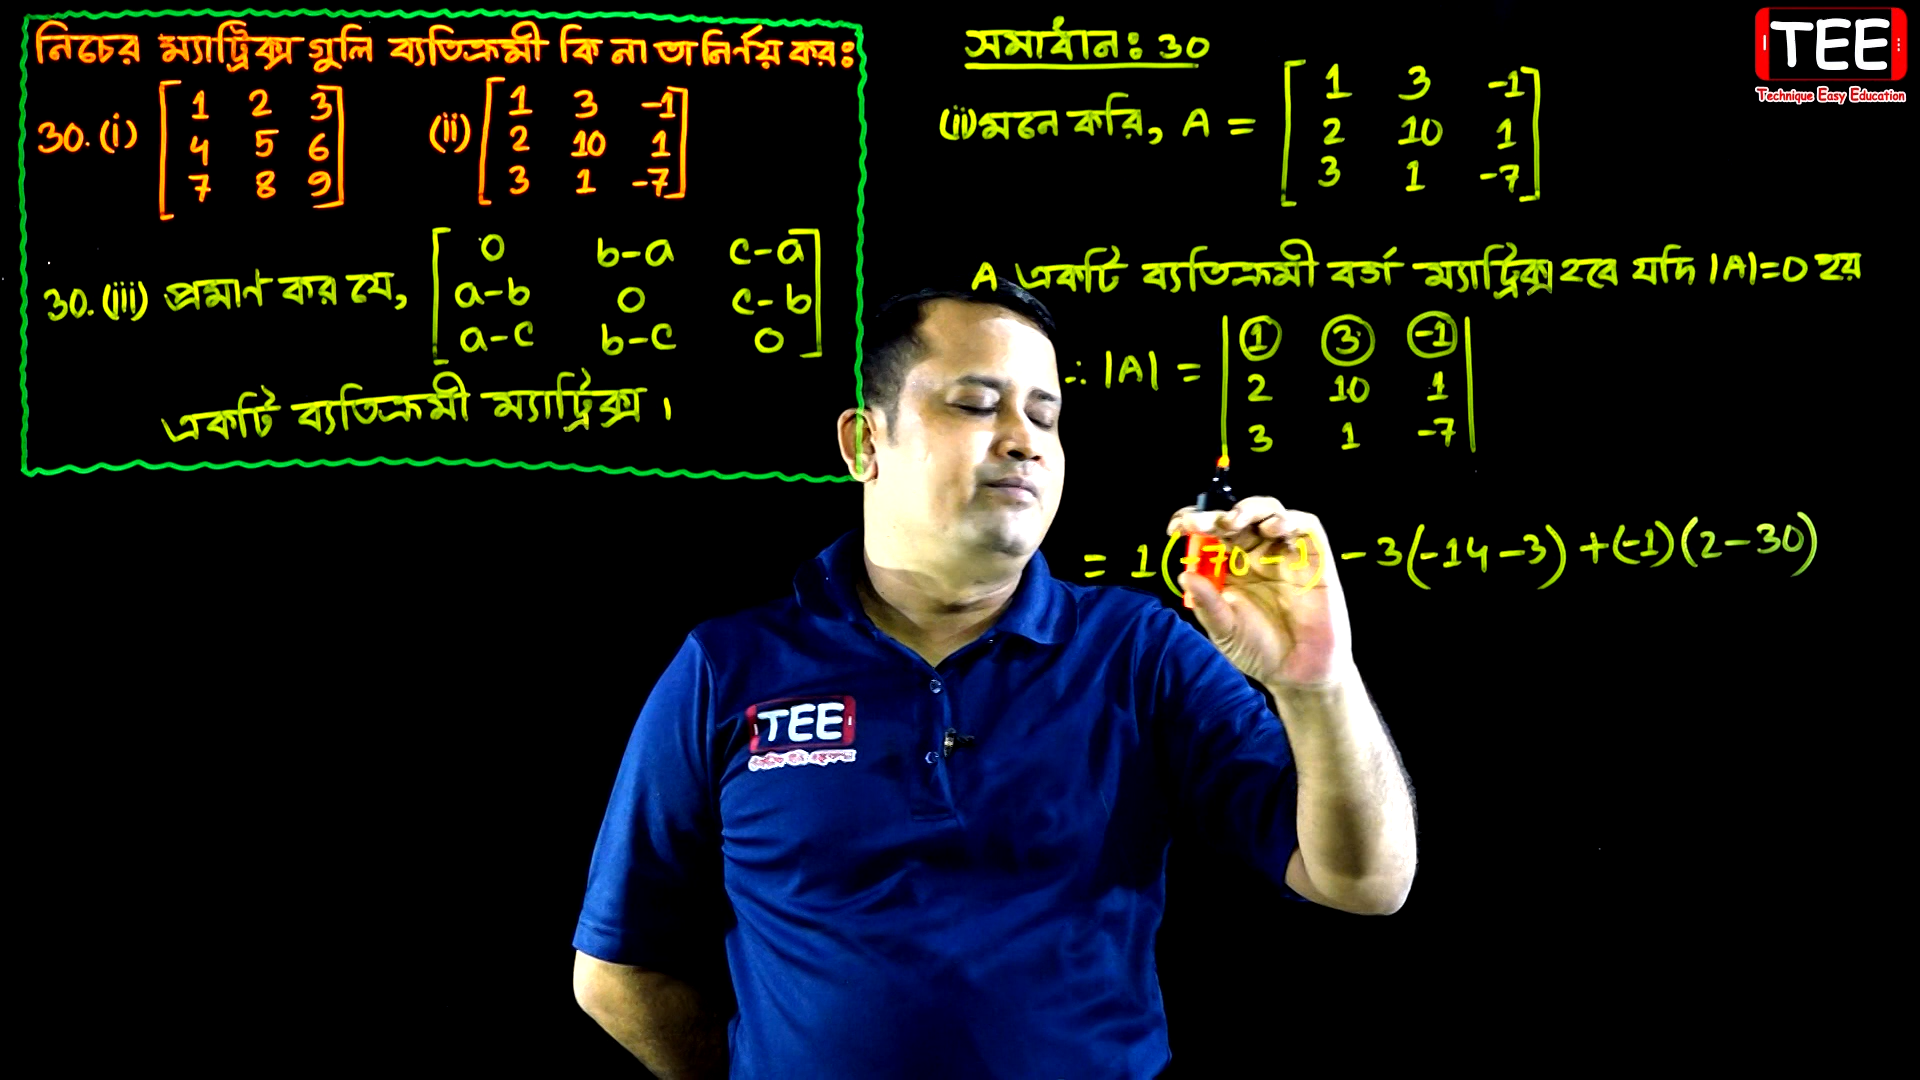 নিচের ম্যাট্রিক্স গুলি ব্যতিক্রমী কি না তা নির্ণয় কর:
30. (i) [1 2 3
4 5 6
7 8 9]
(ii) [1 3 -1
2 10 1
3 1 -7]
30. (iii) প্রমাণ কর যে, [0 b-a c-a
a-b 0 c-b
a-c b-c 0]
একটি ব্যতিক্রমী ম্যাট্রিক্স।
সমাধান: 30
(ii) মনে করি, A = [1 3 -1
2 10 1
3 1 -7]
A একটি ব্যতিক্রমী বর্গ ম্যাট্রিক্স হবে যদি |A|=0 হয়
∴ |A| = |1 3 -1
2 10 1
3 1 -7|
= 1(-70-1) -3(-14-3) +(-1)(2-30)
TEE
Technique Easy Education
TEE